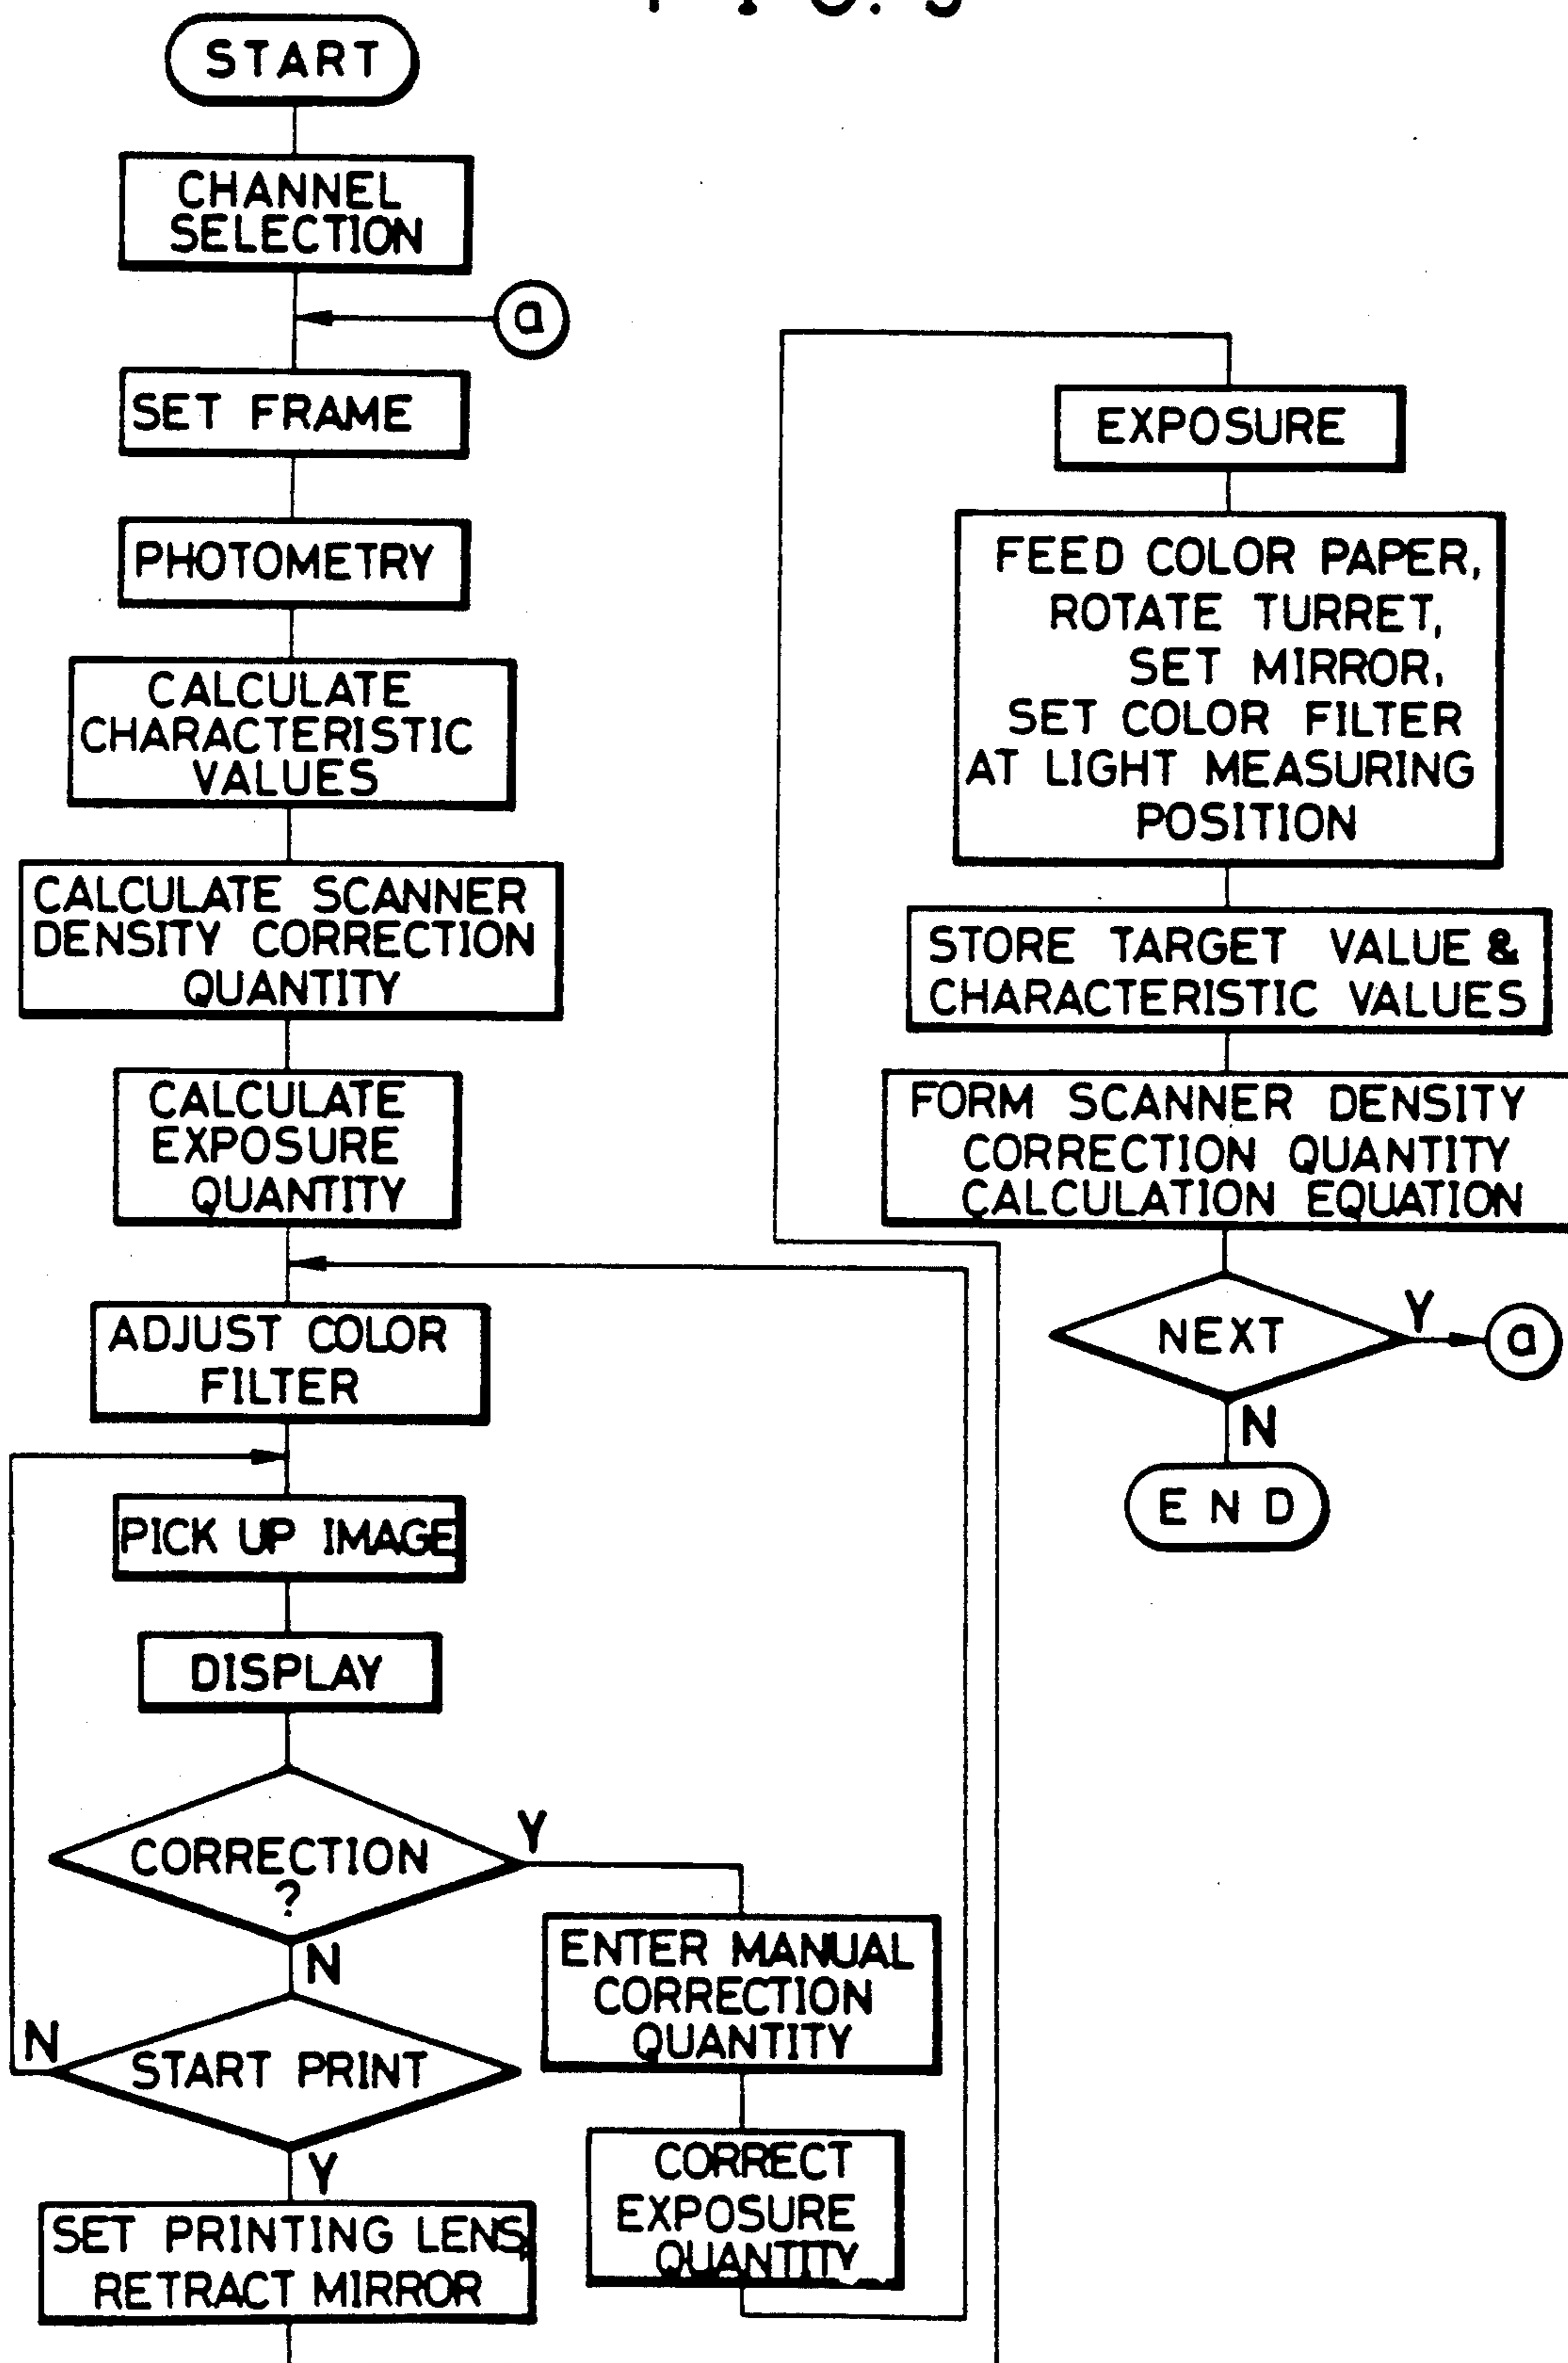 START
CHANNEL
SELECTION
a
SET FRAME
PHOTOMETRY
CALCULATE
CHARACTERISTIC
VALUES
CALCULATE SCANNER
DENSITY CORRECTION
QUANTITY
CALCULATE
EXPOSURE
QUANTITY
ADJUST COLOR
FILTER
PICK UP IMAGE
DISPLAY
CORRECTION
?
Y
N
ENTER MANUAL
CORRECTION
QUANTITY
CORRECT
EXPOSURE
QUANTITY
START PRINT
N
Y
SET PRINTING LENS,
RETRACT MIRROR
EXPOSURE
FEED COLOR PAPER,
ROTATE TURRET,
SET MIRROR,
SET COLOR FILTER
AT LIGHT MEASURING
POSITION
STORE TARGET VALUE &
CHARACTERISTIC VALUES
FORM SCANNER DENSITY
CORRECTION QUANTITY
CALCULATION EQUATION
NEXT
Y
a
N
END